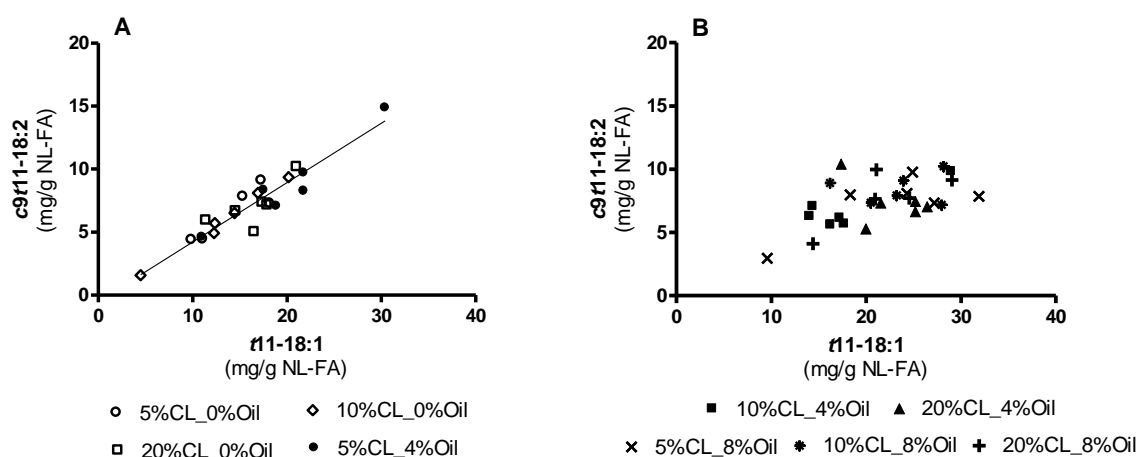 A
20
15
10
5
0
0 10 20 30 40
c9t11-18:2
(mg/g NL-FA)
t11-18:1
(mg/g NL-FA)
5%CL_0%Oil 10%CL_0%Oil
20%CL_0%Oil 5%CL_4%Oil
B
20
15
10
5
0
0 10 20 30 40
c9t11-18:2
(mg/g NL-FA)
t11-18:1
(mg/g NL-FA)
10%CL_4%Oil 20%CL_4%Oil
5%CL_8%Oil 10%CL_8%Oil 20%CL_8%Oil